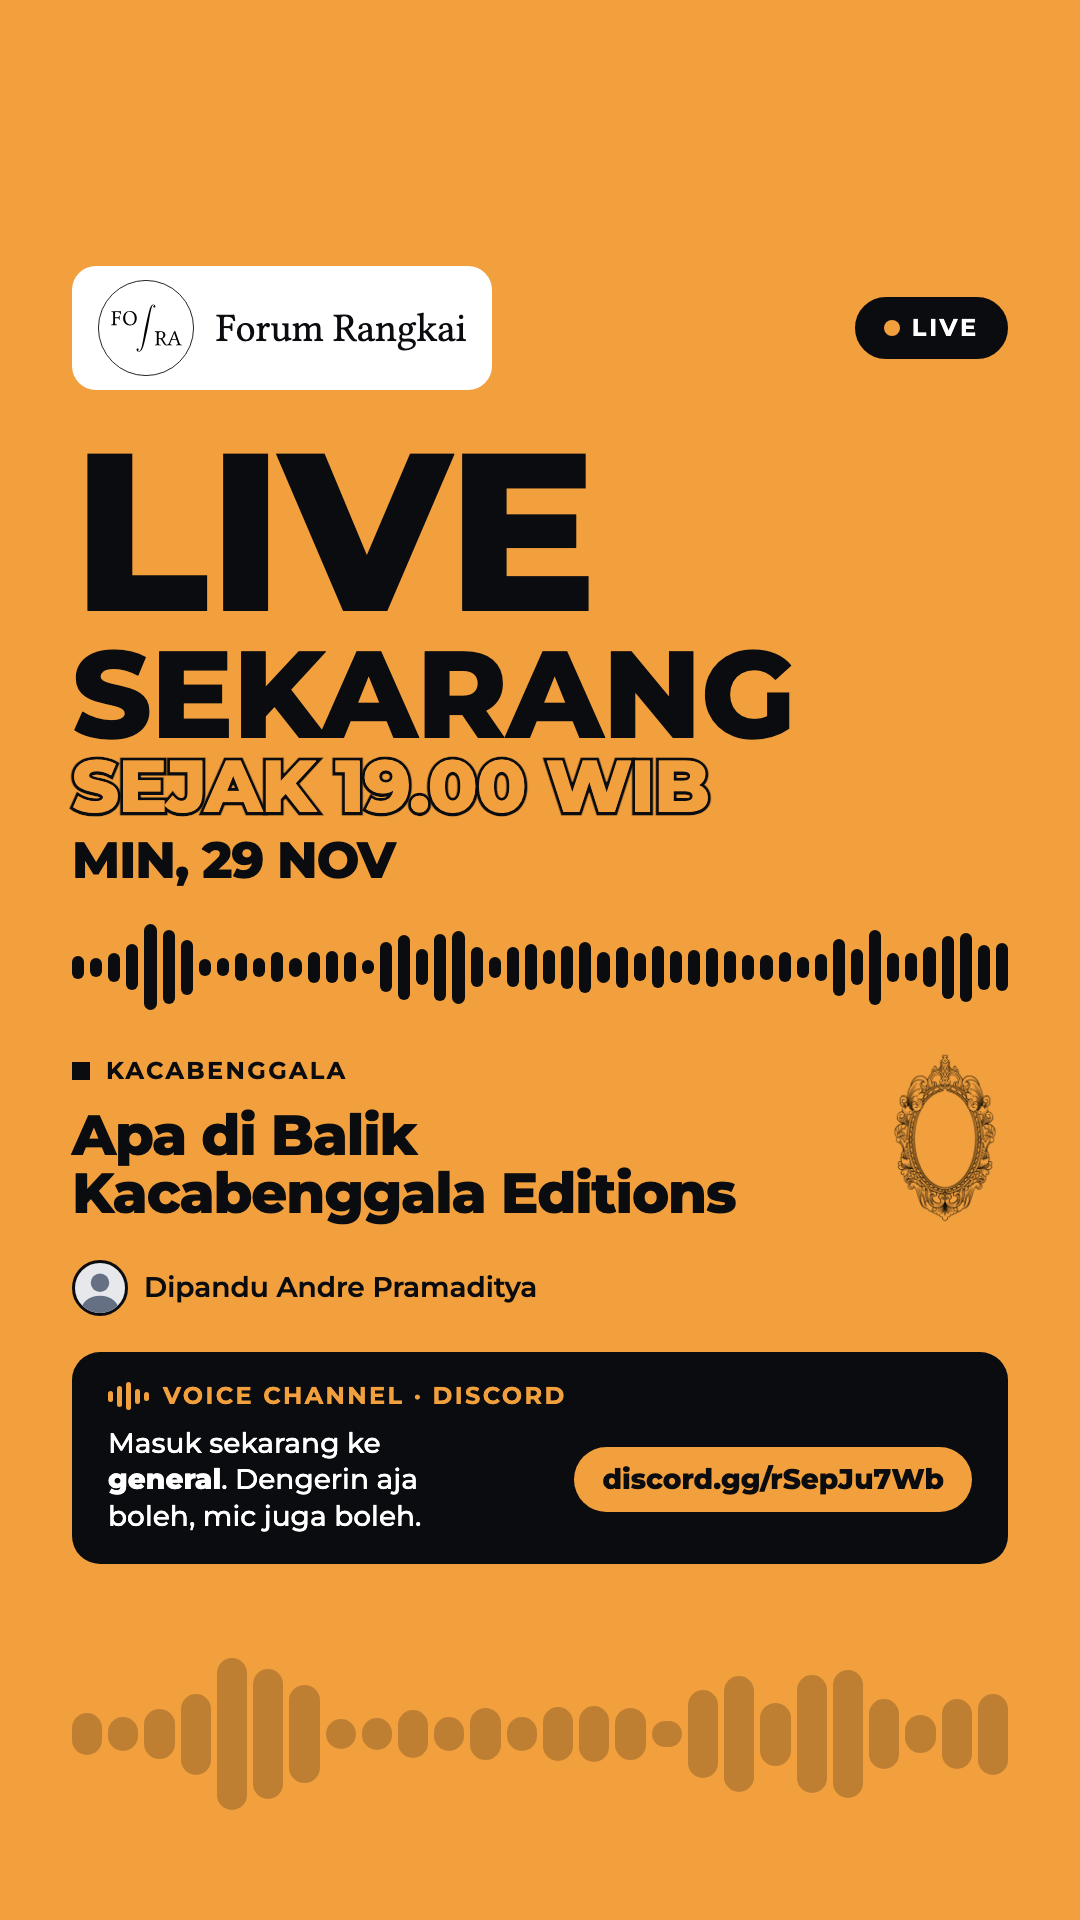 FO
RA
Forum Rangkai
LIVE
LIVE
SEKARANG
SEJAK 19.00 WIB
MIN, 29 NOV
KACABENGGALA
Apa di Balik
Kacabenggala Editions
Dipandu Andre Pramaditya
VOICE CHANNEL · DISCORD
Masuk sekarang ke
general. Dengerin aja
boleh, mic juga boleh.
discord.gg/rSepJu7Wb